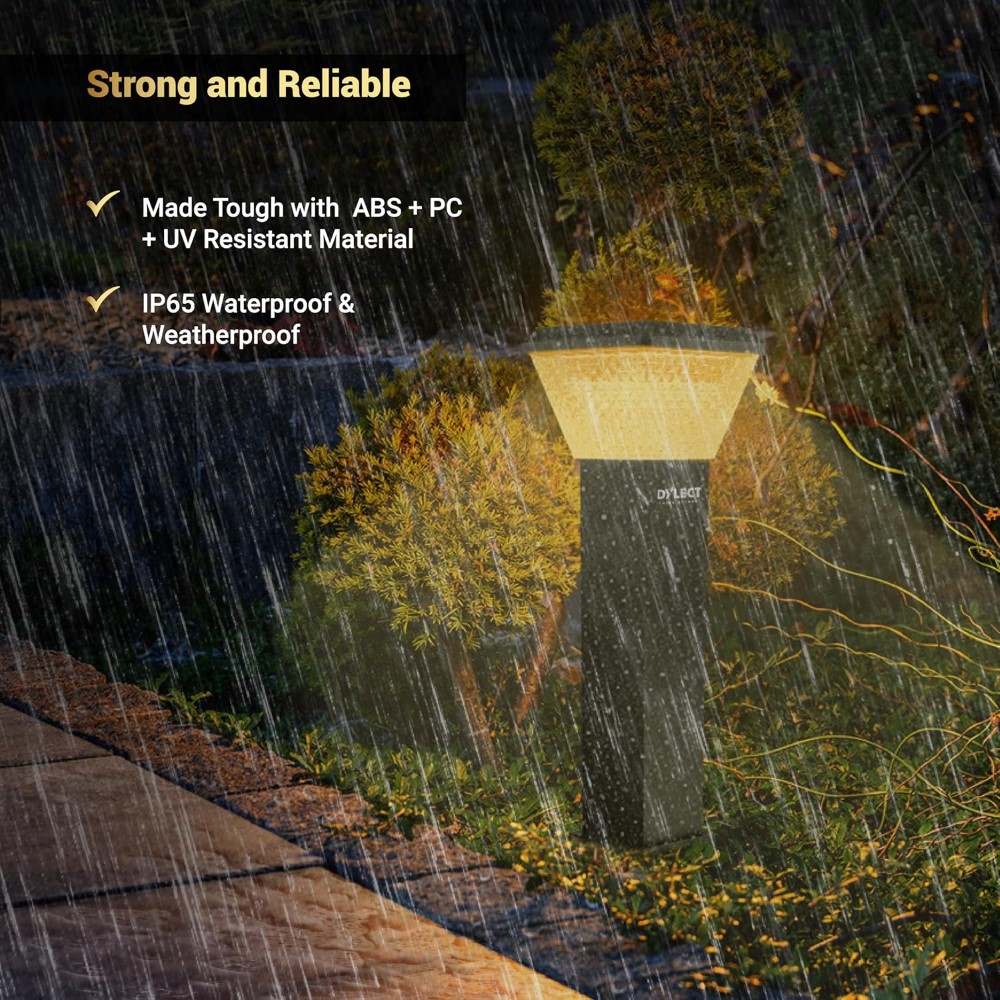 Strong and Reliable
Made Tough with ABS + PC
+ UV Resistant Material
IP65 Waterproof &
Weatherproof
DYLECT